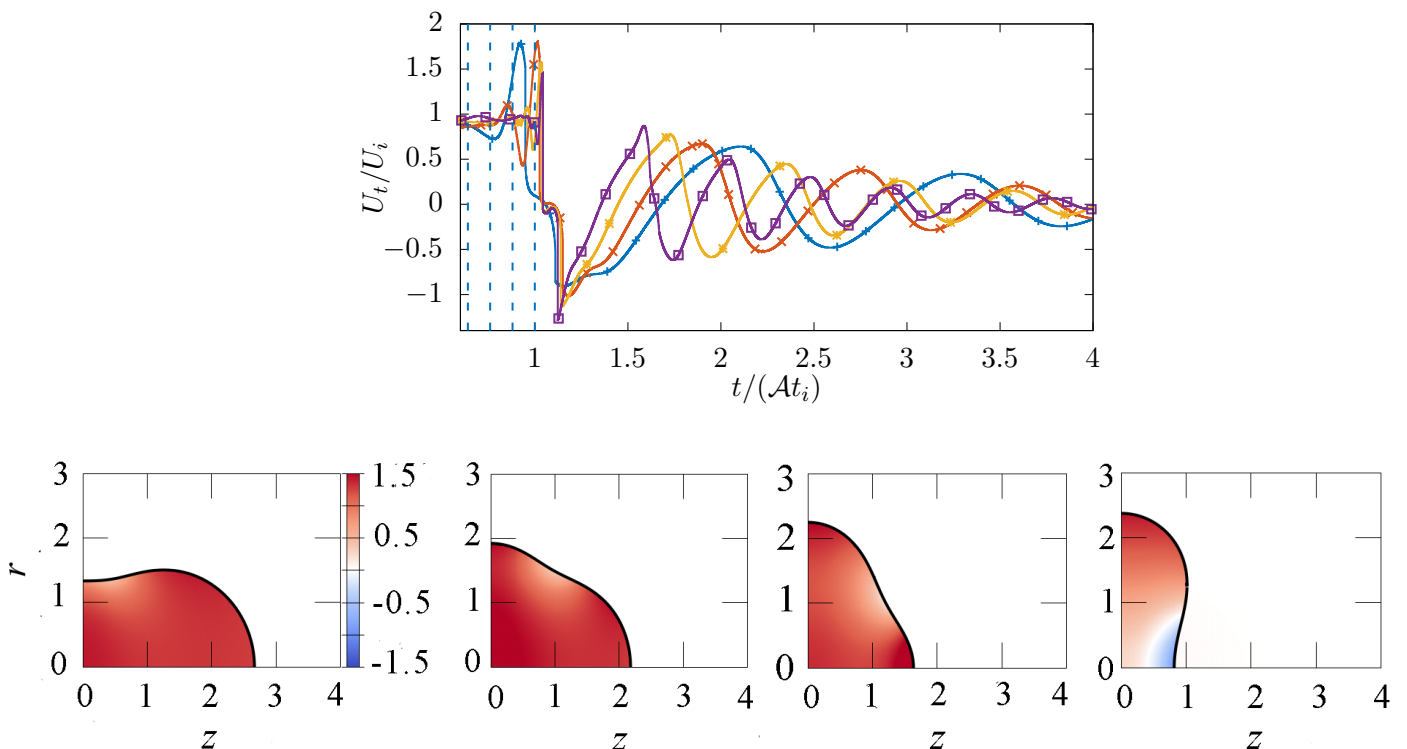 2
1.5
1
0.5
0
−0.5
−1
U_t/U_i
1 1.5 2 2.5 3 3.5 4
t/(𝒜t_i)
3 1.5 3 3 3
2 0.5 2 2 2
r
1 -0.5 1 1 1
0 -1.5 0 0 0
0 1 2 3 4 0 1 2 3 4 0 1 2 3 4 0 1 2 3 4
z z z z